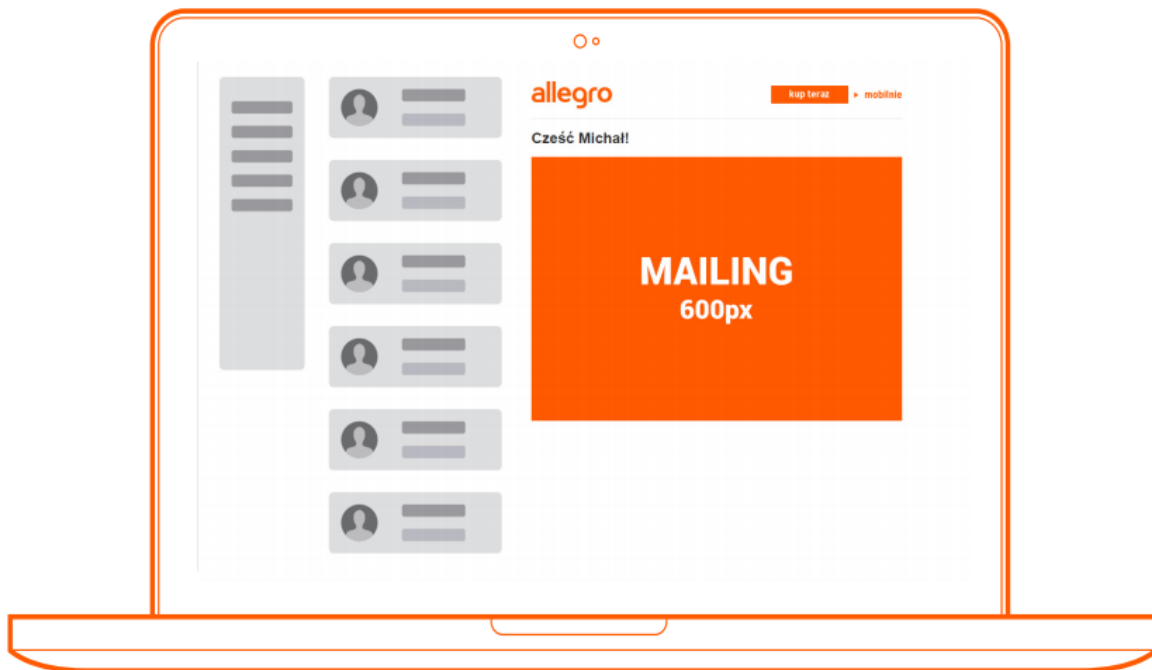 allegro
kup teraz ▸ mobilnie
Cześć Michał!
MAILING
600px